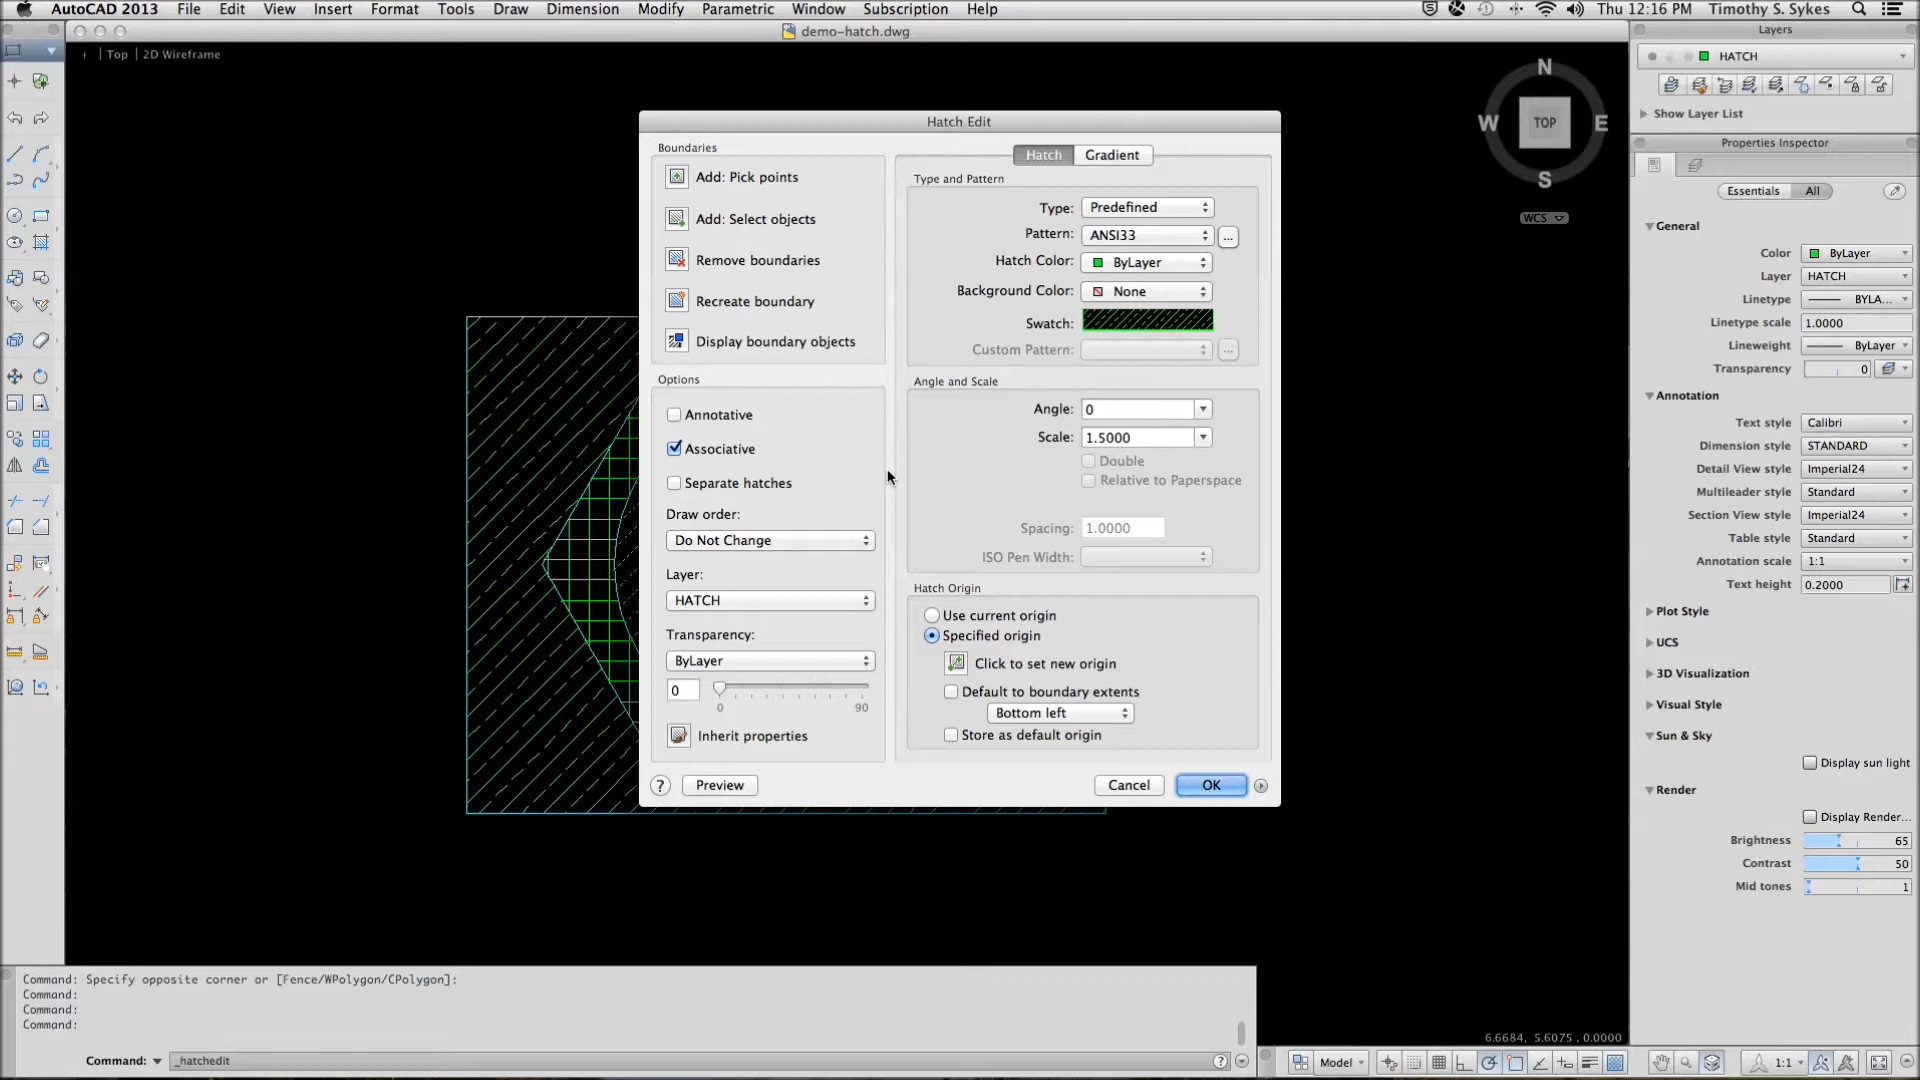 AutoCAD 2013 File Edit View Insert Format Tools Draw Dimension Modify Parametric Window Subscription Help Thu 12:16 PM Timothy S. Sykes
demo-hatch.dwg
+ | Top | 2D Wireframe
N
W TOP E
S
WCS
Hatch Edit
Boundaries
Add: Pick points
Add: Select objects
Remove boundaries
Recreate boundary
Display boundary objects
Options
Annotative
Associative
Separate hatches
Draw order:
Do Not Change
Layer:
HATCH
Transparency:
ByLayer
0
0 90
Inherit properties
? Preview
Hatch Gradient
Type and Pattern
Type: Predefined
Pattern: ANSI33 ...
Hatch Color: ByLayer
Background Color: None
Swatch:
Custom Pattern: ...
Angle and Scale
Angle: 0
Scale: 1.5000
Double
Relative to Paperspace
Spacing: 1.0000
ISO Pen Width:
Hatch Origin
Use current origin
Specified origin
Click to set new origin
Default to boundary extents
Bottom left
Store as default origin
Cancel OK
Layers
HATCH
Show Layer List
Properties Inspector
Essentials All
General
Color ByLayer
Layer HATCH
Linetype BYLA...
Linetype scale 1.0000
Lineweight ByLayer
Transparency 0
Annotation
Text style Calibri
Dimension style STANDARD
Detail View style Imperial24
Multileader style Standard
Section View style Imperial24
Table style Standard
Annotation scale 1:1
Text height 0.2000
Plot Style
UCS
3D Visualization
Visual Style
Sun & Sky
Display sun light
Render
Display Render...
Brightness 65
Contrast 50
Mid tones 1
Command: Specify opposite corner or [Fence/WPolygon/CPolygon]:
Command:
Command:
Command:
Command: _hatchedit ?
6.6684, 5.6075 , 0.0000
Model 1:1